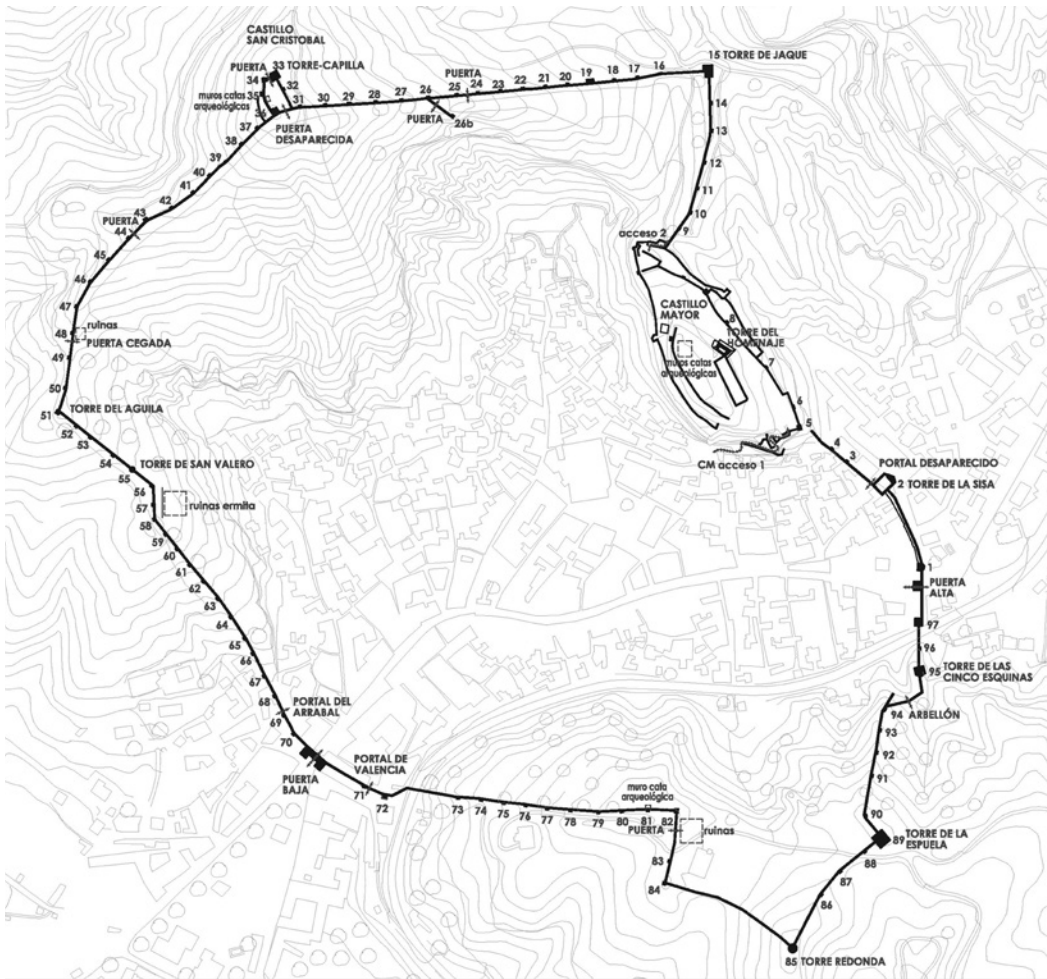 CASTILLO
SAN CRISTOBAL
PUERTA
33 TORRE-CAPILLA
34
32
35
muros catas
arqueológicos
36
31
30
29
28
27
26
25
PUERTA
24
23
22
21
20
19
18
17
16
15 TORRE DE JAQUE
PUERTA
26b
PUERTA
DESAPARECIDA
37
38
39
40
41
42
43
PUERTA
44
45
46
47
48
ruinas
PUERTA CEGADA
49
50
51
TORRE DEL AGUILA
52
53
54
55
TORRE DE SAN VALERO
56
57
58
ruinas ermita
59
60
61
62
63
64
65
66
67
68
69
PORTAL DEL
ARRABAL
70
PUERTA
BAJA
PORTAL DE
VALENCIA
71
72
73
74
75
76
77
78
79
80
81
82
muro cata
arqueológica
PUERTA
ruinas
83
84
85 TORRE REDONDA
86
87
88
89
TORRE DE LA
ESPUELA
90
91
92
93
94
ARBELLÓN
95
TORRE DE LAS
CINCO ESQUINAS
96
97
PUERTA
ALTA
1
2 TORRE DE LA SISA
PORTAL DESAPARECIDO
3
4
5
6
7
8
CM acceso 1
TORRE DEL
HOMENAJE
muros catas
arqueológicas
CASTILLO
MAYOR
acceso 2
9
10
11
12
13
14